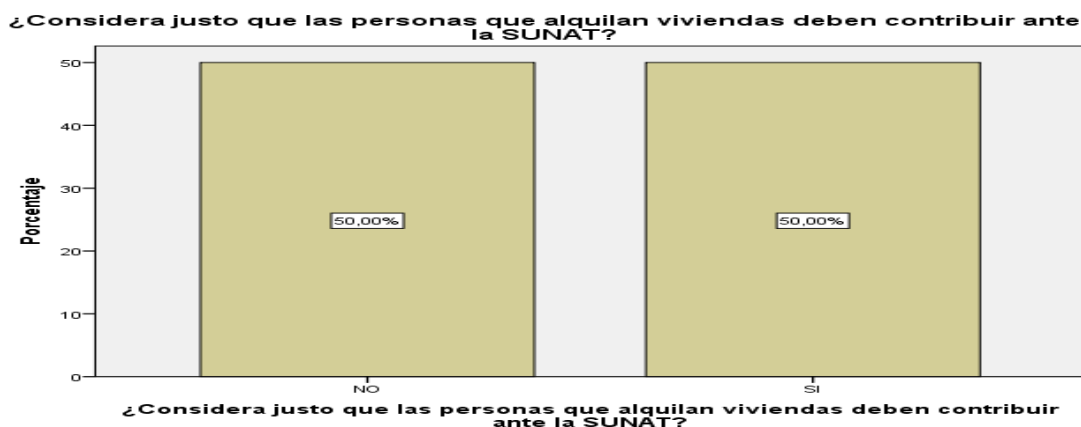 ¿Considera justo que las personas que alquilan viviendas deben contribuir ante
la SUNAT?
50
40
30
20
10
0
Porcentaje
50,00%
50,00%
NO
SI
¿Considera justo que las personas que alquilan viviendas deben contribuir
ante la SUNAT?